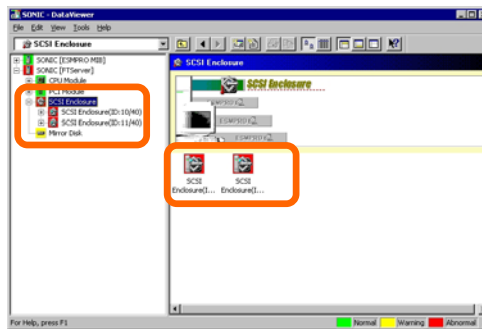 SONIC - DataViewer
File Edit View Tools Help
SCSI Enclosure
SONIC [ESMPRO MIB]
SONIC [FTServer]
CPU Module
PCI Module
SCSI Enclosure
SCSI Enclosure(ID:10/40)
SCSI Enclosure(ID:11/40)
Mirror Disk
SCSI Enclosure
SCSI Enclosure
SCSI
Enclosure(I...
SCSI
Enclosure(I...
For Help, press F1
Normal
Warning
Abnormal